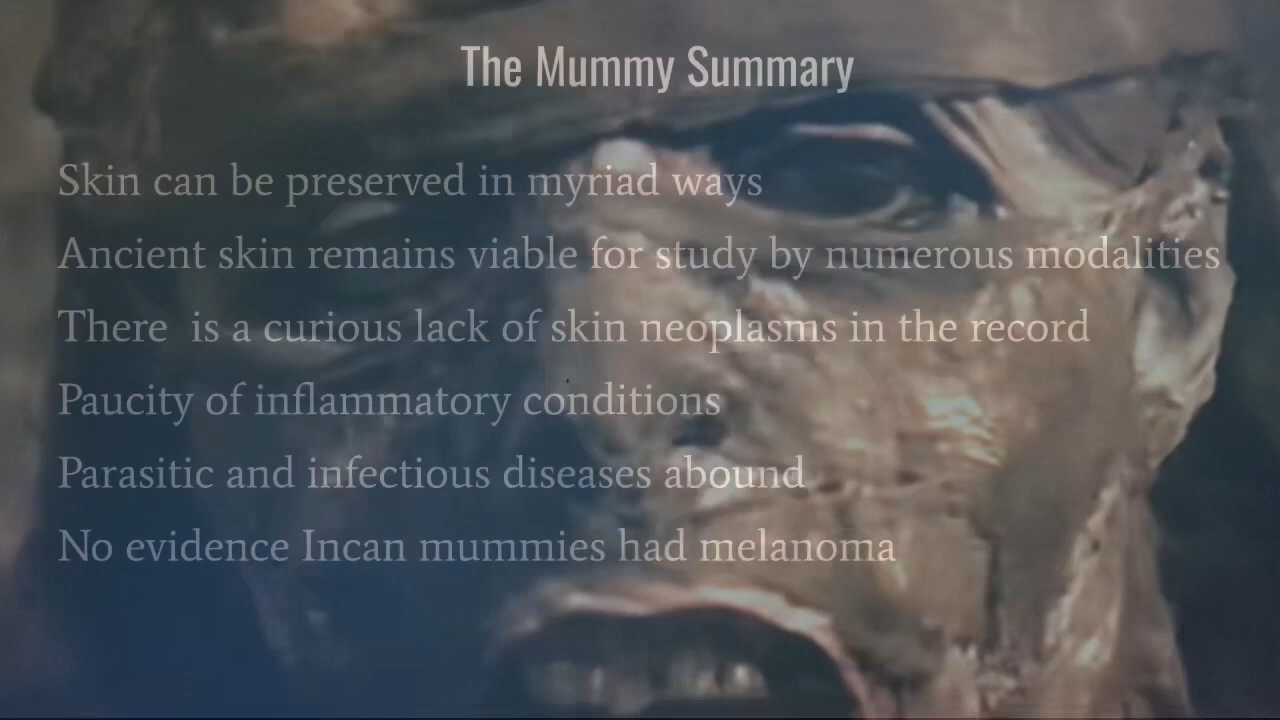 The Mummy Summary
Skin can be preserved in myriad ways
Ancient skin remains viable for study by numerous modalities
There  is a curious lack of skin neoplasms in the record
Paucity of inflammatory conditions
Parasitic and infectious diseases abound
No evidence Incan mummies had melanoma